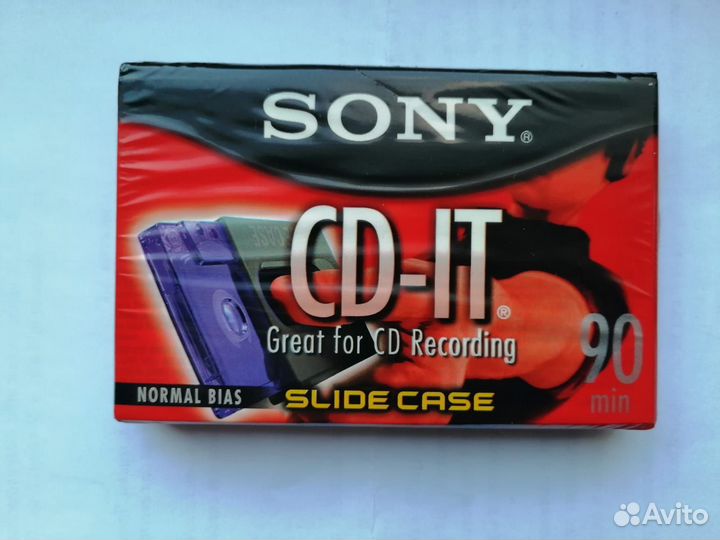 SONY®
CD-IT®
Great for CD Recording
90
min
NORMAL BIAS
SLIDE CASE
Avito